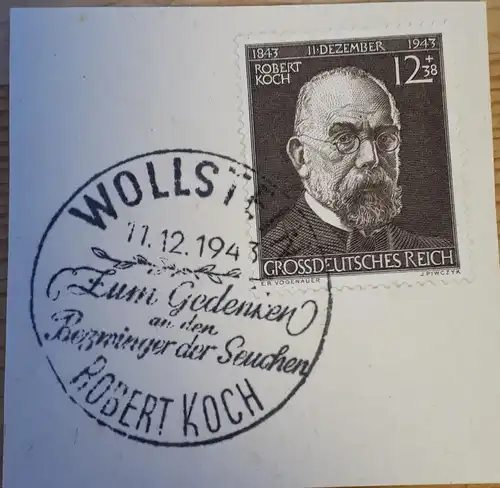 1843 11·DEZEMBER 1943
ROBERT
KOCH
12+38
GROSSDEUTSCHES REICH
E.R. VOGENAUER J. PIWCZYK
11.12.1943
Zum Gedenken
an den
Bezwinger der Seuchen
ROBERT KOCH